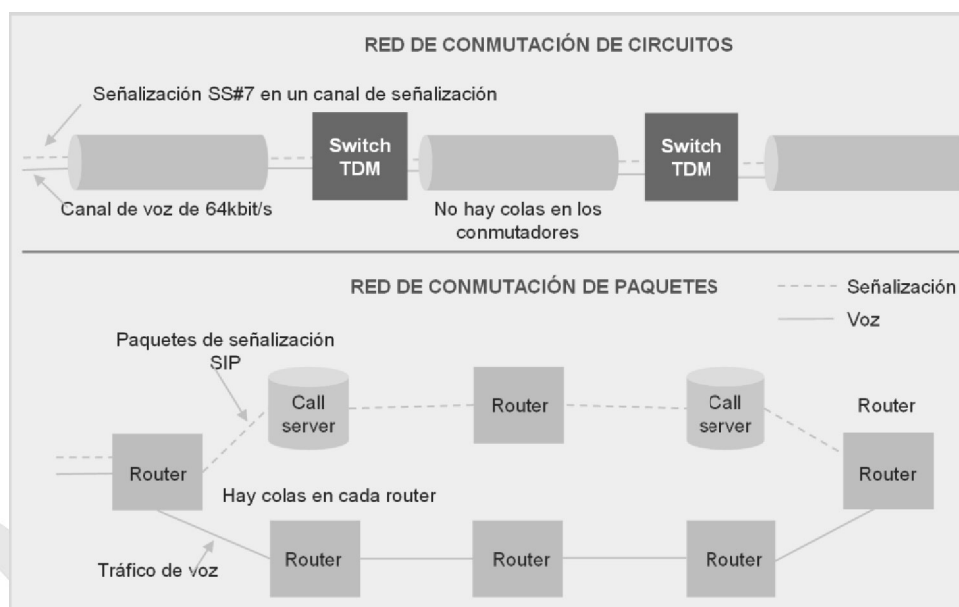 RED DE CONMUTACIÓN DE CIRCUITOS
Señalización SS#7 en un canal de señalización
Switch
TDM
Switch
TDM
Canal de voz de 64kbit/s
No hay colas en los
conmutadores
RED DE CONMUTACIÓN DE PAQUETES
Señalización
Voz
Paquetes de señalización
SIP
Call
server
Router
Call
server
Router
Router
Router
Hay colas en cada router
Router
Router
Router
Tráfico de voz